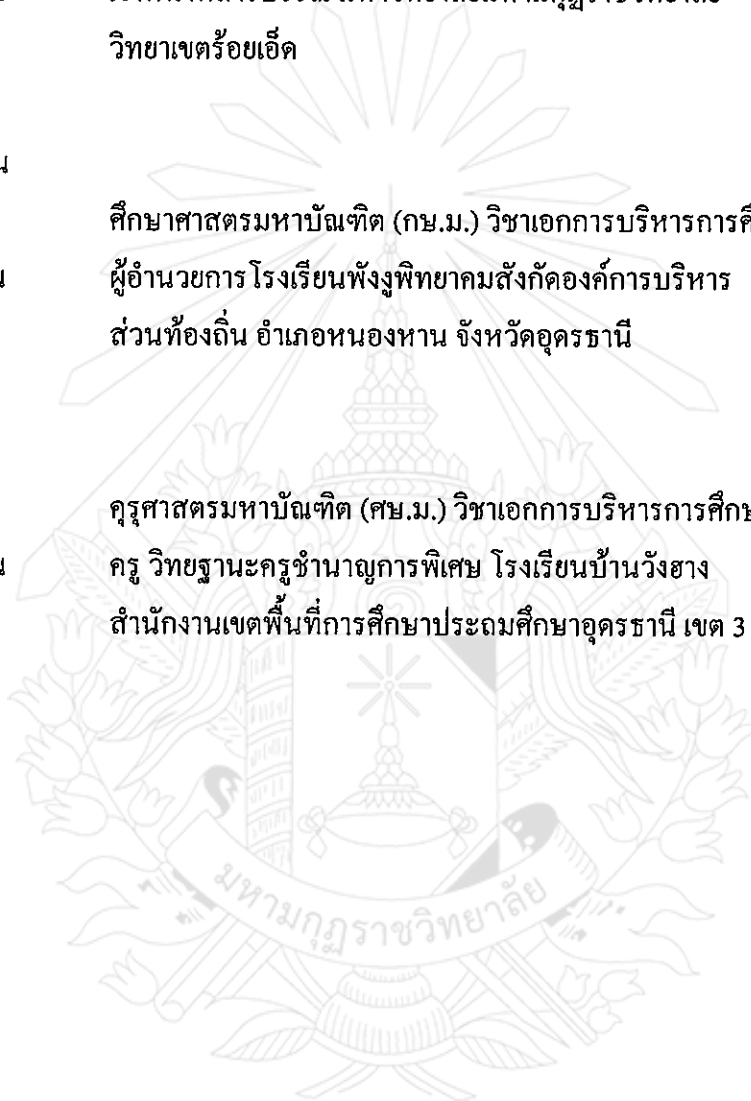 วิทยาเขตร้อยเอ็ด
น
ศึกษาศาสตรมหาบัณฑิต (กษ.ม.) วิชาเอกการบริหารการศึ
น ผู้อำนวยการโรงเรียนพังงูพิทยาคมสังกัดองค์การบริหาร
ส่วนท้องถิ่น อำเภอหนองหาน จังหวัดอุดรธานี
คุรุศาสตรมหาบัณฑิต (ศษ.ม.) วิชาเอกการบริหารการศึกษ
น ครู วิทยฐานะครูชำนาญการพิเศษ โรงเรียนบ้านวังฮาง
สำนักงานเขตพื้นที่การศึกษาประถมศึกษาอุดรธานี เขต 3
มหามกุฏราชวิทยาลัย